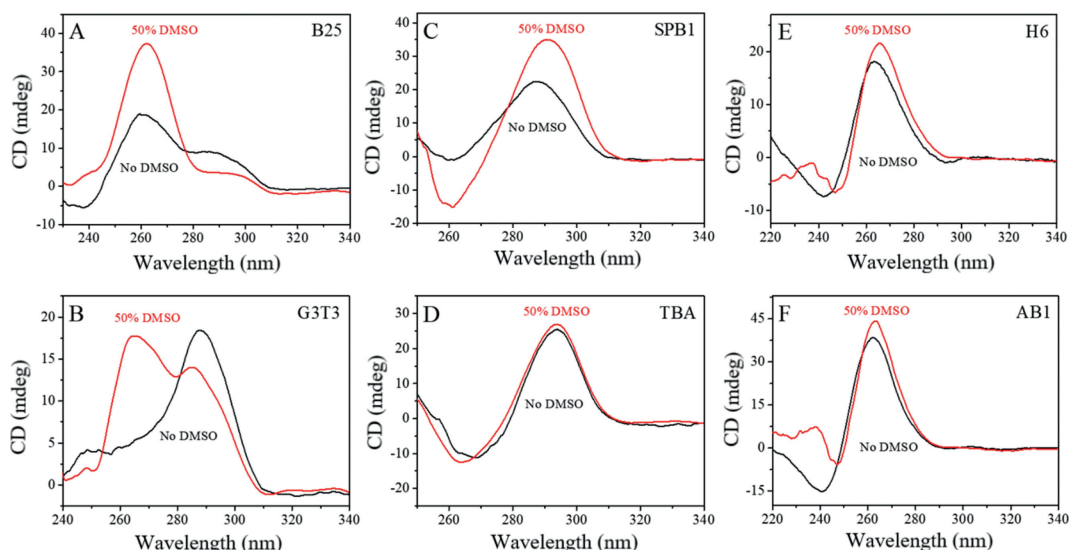 A
50% DMSO
B25
CD (mdeg)
40
30
20
10
0
-10
No DMSO
240 260 280 300 320 340
Wavelength (nm)
C
50% DMSO
SPB1
CD (mdeg)
45
30
15
0
-20
No DMSO
260 280 300 320 340
Wavelength (nm)
E
50% DMSO
H6
CD (mdeg)
20
10
0
-10
No DMSO
220 240 260 280 300 320 340
Wavelength (nm)
B
50% DMSO
G3T3
CD (mdeg)
20
15
10
5
0
No DMSO
240 260 280 300 320 340
Wavelength (nm)
D
50% DMSO
TBA
CD (mdeg)
30
20
10
0
-10
-20
No DMSO
260 280 300 320 340
Wavelength (nm)
F
50% DMSO
AB1
CD (mdeg)
45
30
15
0
-15
No DMSO
220 240 260 280 300 320 340
Wavelength (nm)